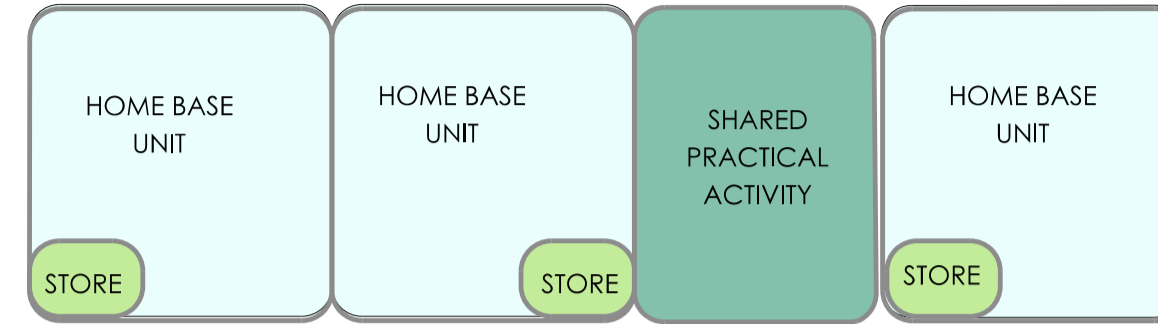 HOME BASE
UNIT
HOME BASE
UNIT
SHARED
PRACTICAL
ACTIVITY
HOME BASE
UNIT
STORE
STORE
STORE